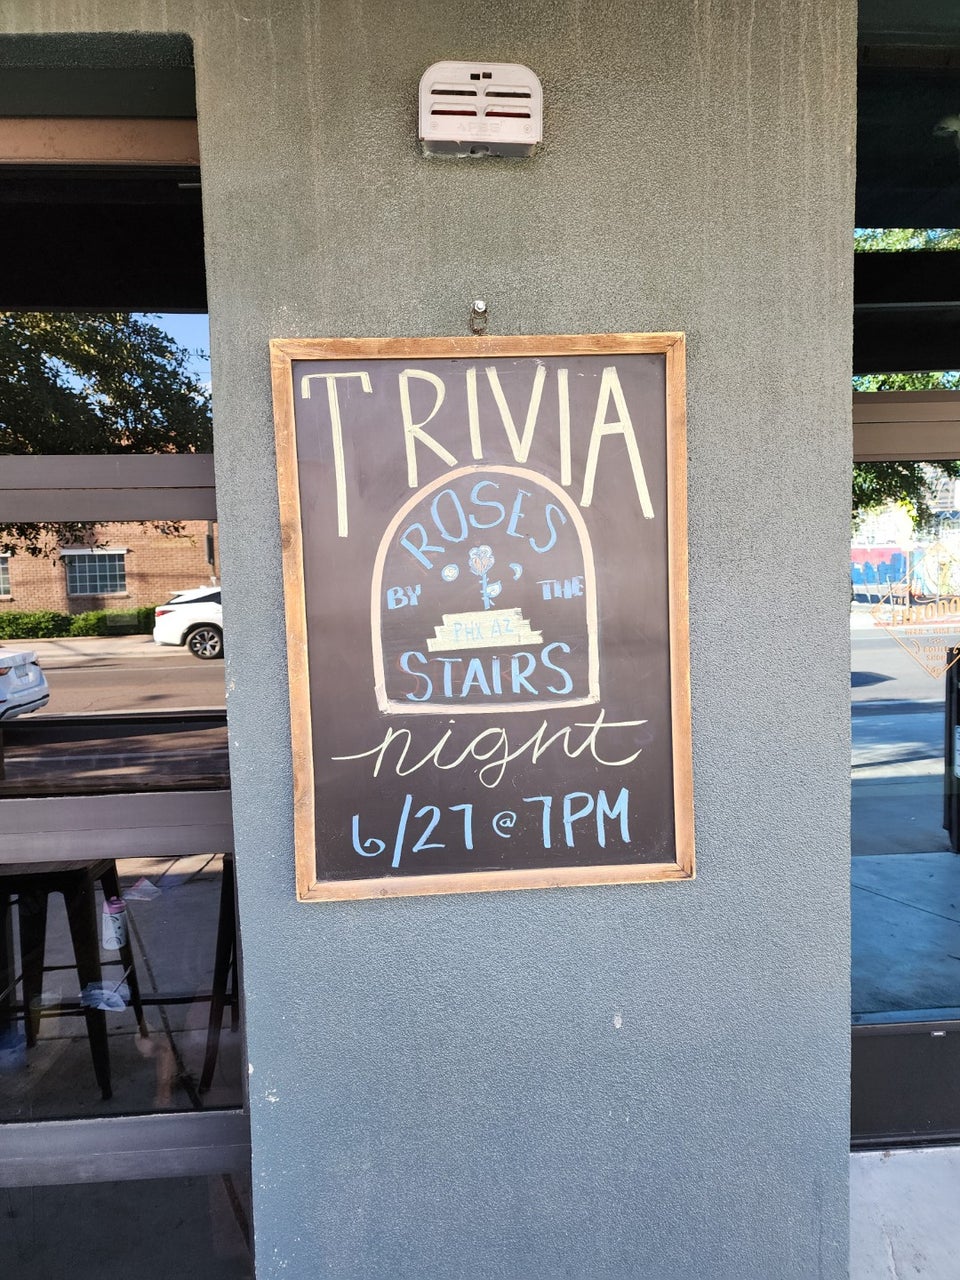 TRIVIA
ROSES
BY THE
PHX AZ
STAIRS
night
6/27 @ 7PM